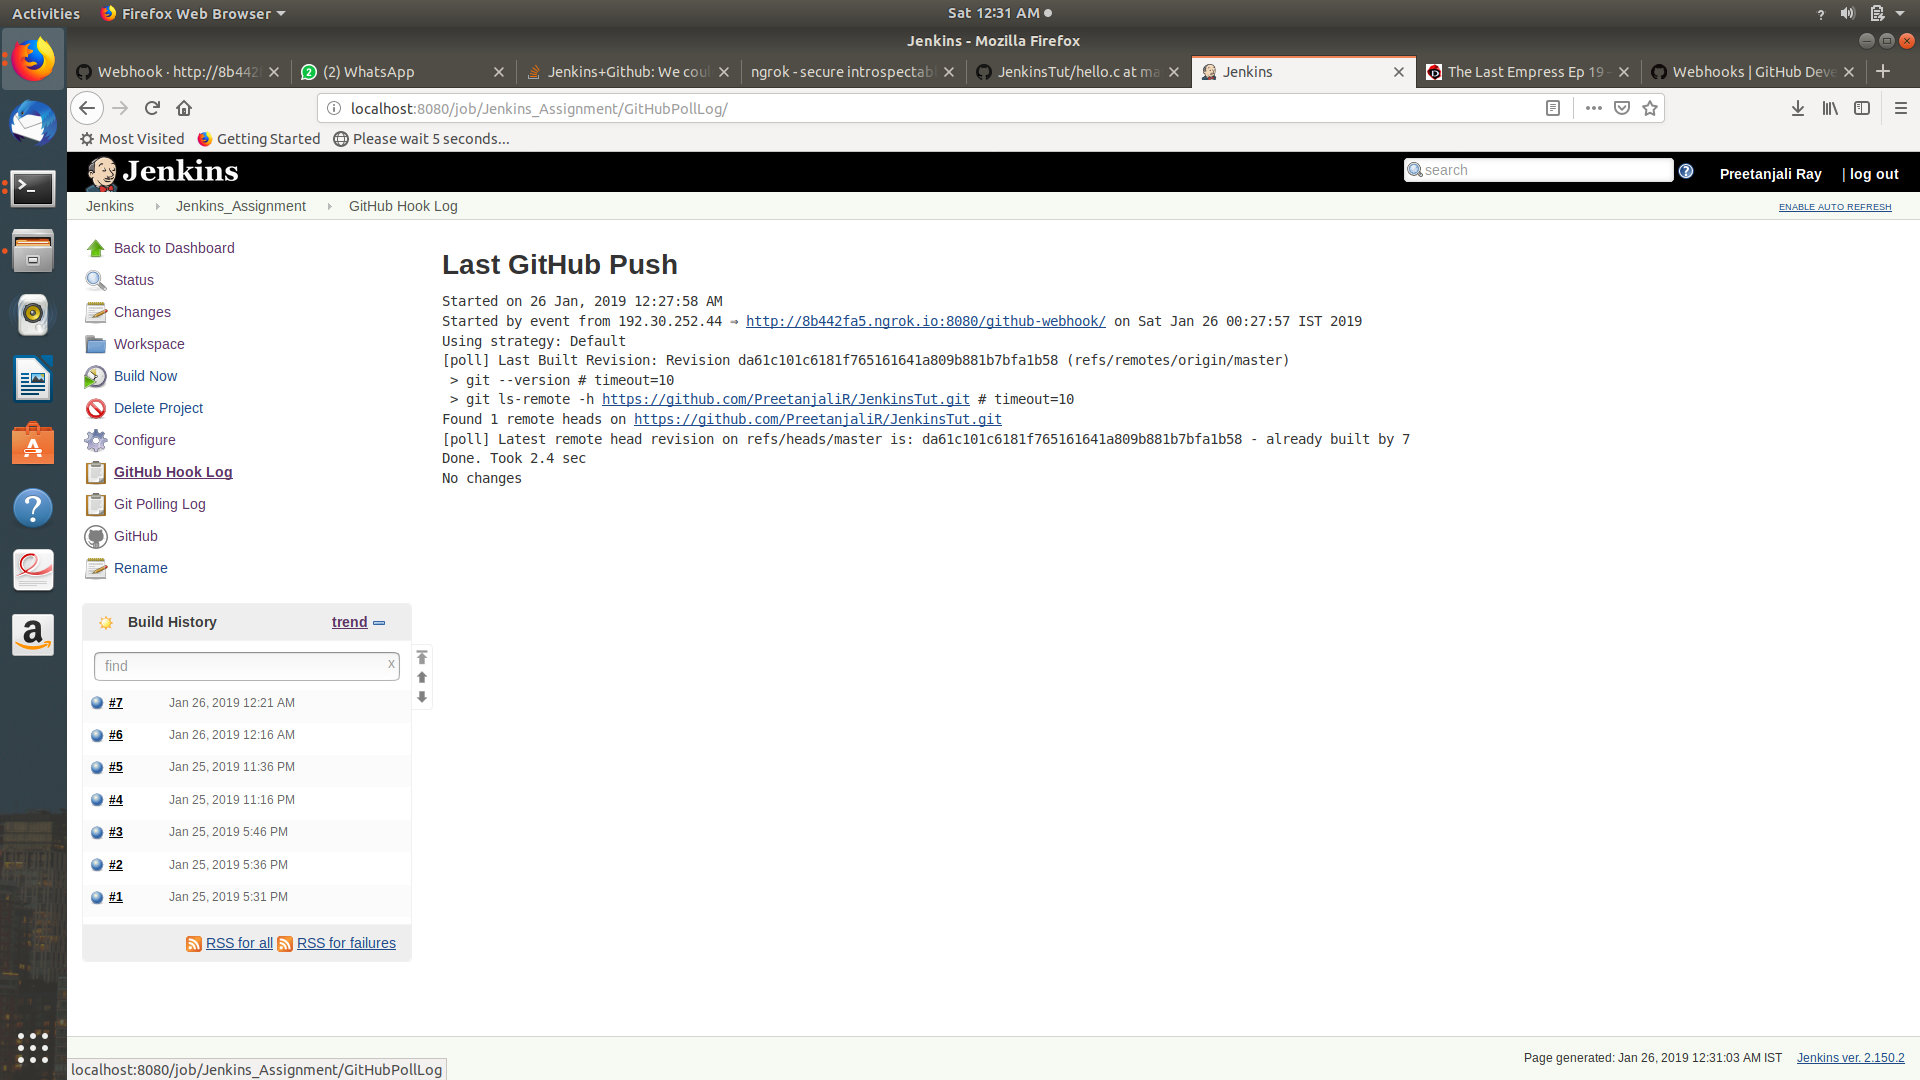 Activities Firefox Web Browser Sat 12:31 AM
Jenkins - Mozilla Firefox
Webhook · http://8b442 (2) WhatsApp Jenkins+Github: We cou ngrok - secure introspectab JenkinsTut/hello.c at ma Jenkins The Last Empress Ep 19 - Webhooks | GitHub Deve
localhost:8080/job/Jenkins_Assignment/GitHubPollLog/
Most Visited Getting Started Please wait 5 seconds...
Jenkins search Preetanjali Ray | log out
Jenkins Jenkins_Assignment GitHub Hook Log ENABLE AUTO REFRESH
Back to Dashboard
Status
Changes
Workspace
Build Now
Delete Project
Configure
GitHub Hook Log
Git Polling Log
GitHub
Rename
Build History trend
find x
#7 Jan 26, 2019 12:21 AM
#6 Jan 26, 2019 12:16 AM
#5 Jan 25, 2019 11:36 PM
#4 Jan 25, 2019 11:16 PM
#3 Jan 25, 2019 5:46 PM
#2 Jan 25, 2019 5:36 PM
#1 Jan 25, 2019 5:31 PM
RSS for all RSS for failures
Last GitHub Push
Started on 26 Jan, 2019 12:27:58 AM
Started by event from 192.30.252.44 ⇒ http://8b442fa5.ngrok.io:8080/github-webhook/ on Sat Jan 26 00:27:57 IST 2019
Using strategy: Default
[poll] Last Built Revision: Revision da61c101c6181f765161641a809b881b7bfa1b58 (refs/remotes/origin/master)
> git --version # timeout=10
> git ls-remote -h https://github.com/PreetanjaliR/JenkinsTut.git # timeout=10
Found 1 remote heads on https://github.com/PreetanjaliR/JenkinsTut.git
[poll] Latest remote head revision on refs/heads/master is: da61c101c6181f765161641a809b881b7bfa1b58 - already built by 7
Done. Took 2.4 sec
No changes
Page generated: Jan 26, 2019 12:31:03 AM IST Jenkins ver. 2.150.2
localhost:8080/job/Jenkins_Assignment/GitHubPollLog